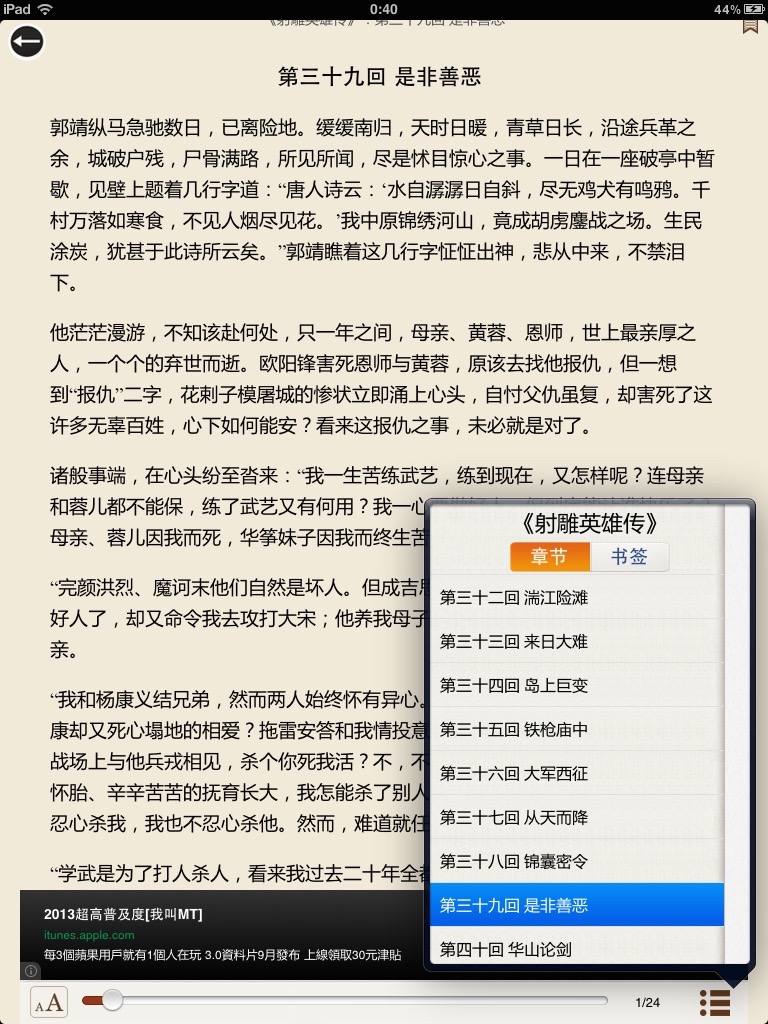 iPad
0:40
44%
《射雕英雄传》：第三十九回 是非善恶
第三十九回 是非善恶
郭靖纵马急驰数日，已离险地。缓缓南归，天时日暖，青草日长，沿途兵革之
余，城破户残，尸骨满路，所见所闻，尽是怵目惊心之事。一日在一座破亭中暂
歇，见壁上题着几行字道：“唐人诗云：‘水自潺潺日自斜，尽无鸡犬有鸣鸦。千
村万落如寒食，不见人烟尽见花。’我中原锦绣河山，竟成胡虏鏖战之场。生民
涂炭，犹甚于此诗所云矣。”郭靖瞧着这几行字怔怔出神，悲从中来，不禁泪
下。
他茫茫漫游，不知该赴何处，只一年之间，母亲、黄蓉、恩师，世上最亲厚之
人，一个个的弃世而逝。欧阳锋害死恩师与黄蓉，原该去找他报仇，但一想
到“报仇”二字，花剌子模屠城的惨状立即涌上心头，自忖父仇虽复，却害死了这
许多无辜百姓，心下如何能安？看来这报仇之事，未必就是对了。
诸般事端，在心头纷至沓来：“我一生苦练武艺，练到现在，又怎样呢？连母亲
和蓉儿都不能保，练了武艺又有何用？我一心
母亲、蓉儿因我而死，华筝妹子因我而终生苦
“完颜洪烈、魔诃末他们自然是坏人。但成吉思
好人了，却又命令我去攻打大宋；他养我母子
亲。
“我和杨康义结兄弟，然而两人始终怀有异心。
康却又死心塌地的相爱？拖雷安答和我情投意
战场上与他兵戎相见，杀个你死我活？不，不
怀胎、辛辛苦苦的抚育长大，我怎能杀了别人
忍心杀我，我也不忍心杀他。然而，难道就任
“学武是为了打人杀人，看来我过去二十年全都
《射雕英雄传》
章节
书签
第三十二回 湍江险滩
第三十三回 来日大难
第三十四回 岛上巨变
第三十五回 铁枪庙中
第三十六回 大军西征
第三十七回 从天而降
第三十八回 锦囊密令
第三十九回 是非善恶
第四十回 华山论剑
2013超高普及度[我叫MT]
itunes.apple.com
每3個蘋果用戶就有1個人在玩 3.0資料片9月發布 上線領取30元津貼
AA
1/24